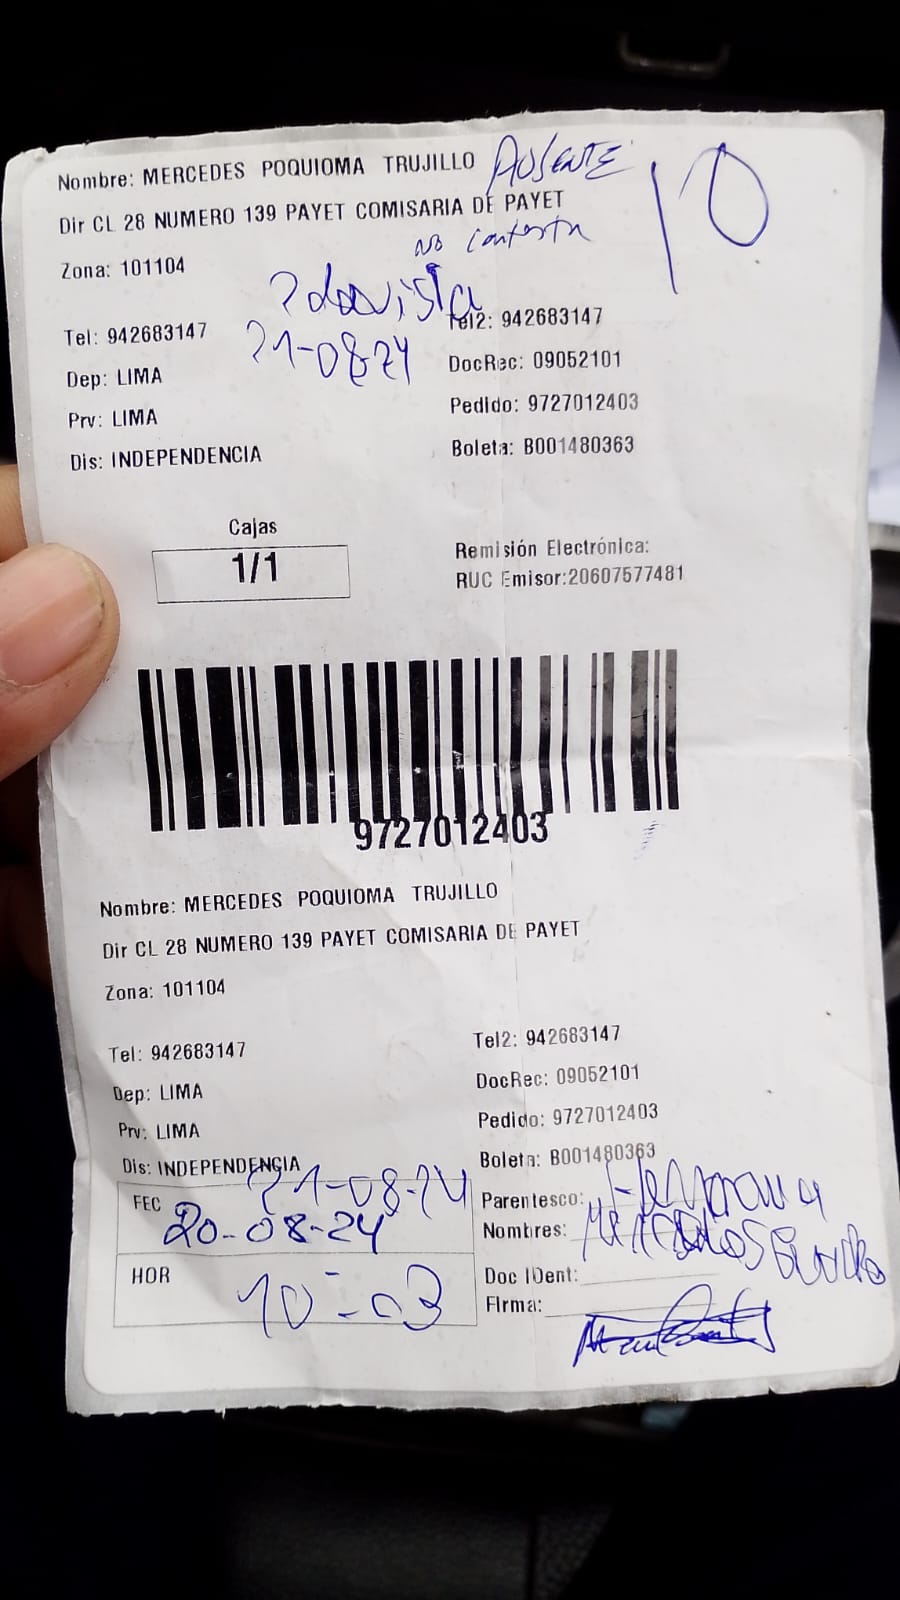 Nombre: MERCEDES POQUIOMA TRUJILLO AUSENTE
Dir CL 28 NUMERO 139 PAYET COMISARIA DE PAYET
10
no contesta
Zona: 101104
2da visita
21-08-24
Tel: 942683147 Tel2: 942683147
Dep: LIMA DocRec: 09052101
Prv: LIMA Pedido: 9727012403
Dis: INDEPENDENCIA Boleta: B001480363
Cajas
1/1
Remisión Electrónica:
RUC Emisor:20607577481
9727012403
Nombre: MERCEDES POQUIOMA TRUJILLO
Dir CL 28 NUMERO 139 PAYET COMISARIA DE PAYET
Zona: 101104
Tel: 942683147 Tel2: 942683147
Dep: LIMA DocRec: 09052101
Prv: LIMA Pedido: 9727012403
Dis: INDEPENDENCIA Boleta: B001480363
21-08-24
FEC 20-08-24 Parentesco: Hermana
Nombres:
HOR 10-03 Doc IDent:
Firma: